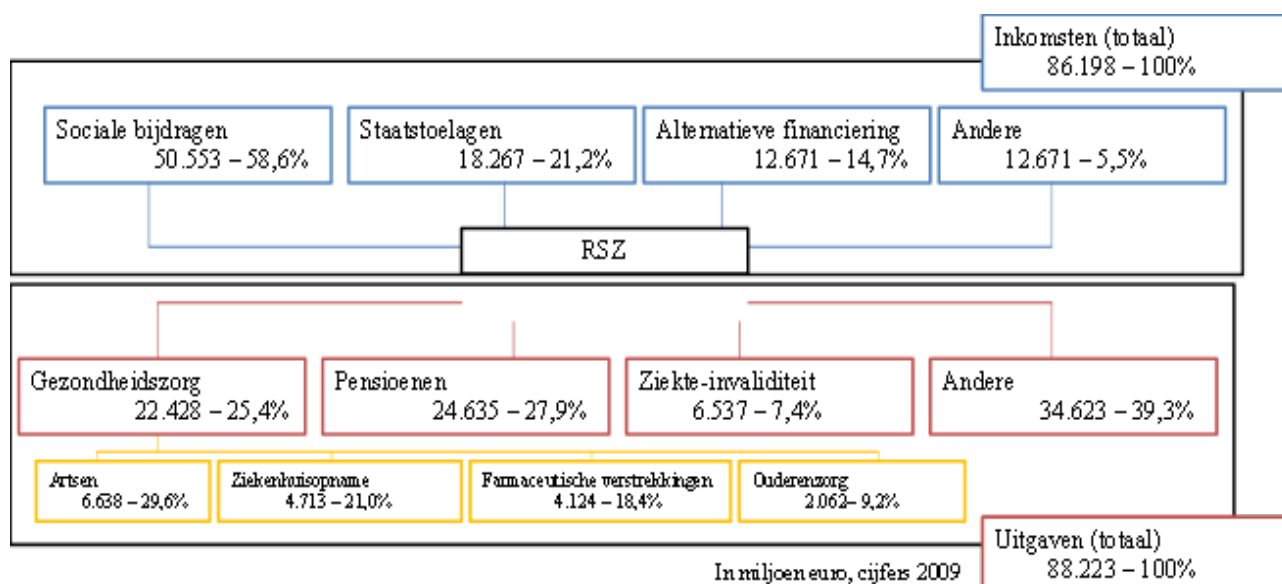 Inkomsten (totaal)
86.198 – 100%
Sociale bijdragen
50.553 – 58,6%
Staatstoelagen
18.267 – 21,2%
Alternatieve financiering
12.671 – 14,7%
Andere
12.671 – 5,5%
RSZ
Gezondheidszorg
22.428 – 25,4%
Pensioenen
24.635 – 27,9%
Ziekte-invaliditeit
6.537 – 7,4%
Andere
34.623 – 39,3%
Artsen
6.638 – 29,6%
Ziekenhuisopname
4.713 – 21,0%
Farmaceutische verstrekkingen
4.124 – 18,4%
Ouderenzorg
2.062– 9,2%
Uitgaven (totaal)
88.223 – 100%
In miljoen euro, cijfers 2009